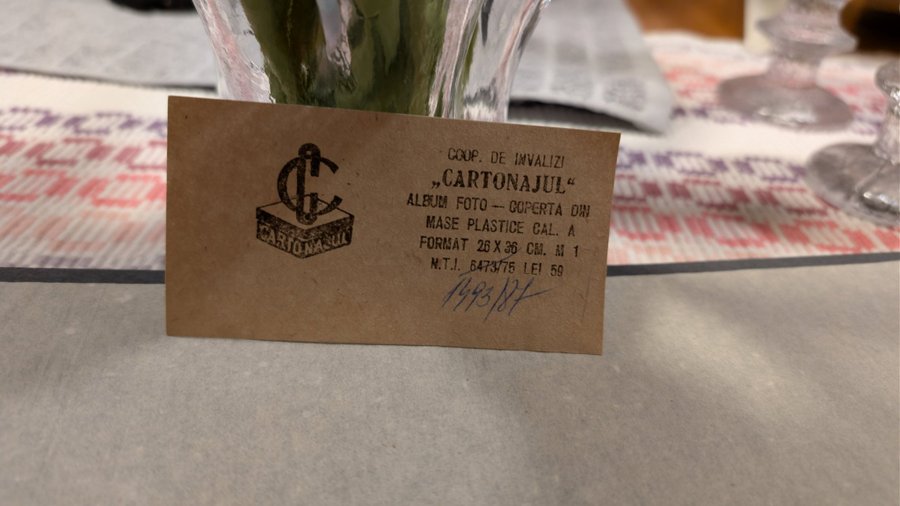 CARTONAJUL
COOP. DE INVALIZI
„CARTONAJUL“
ALBUM FOTO — COPERTA DIN
MASE PLASTICE CAL. A
FORMAT 26 X 36 CM. M 1
N.T.I. 6473/75 LEI 59
1493/87